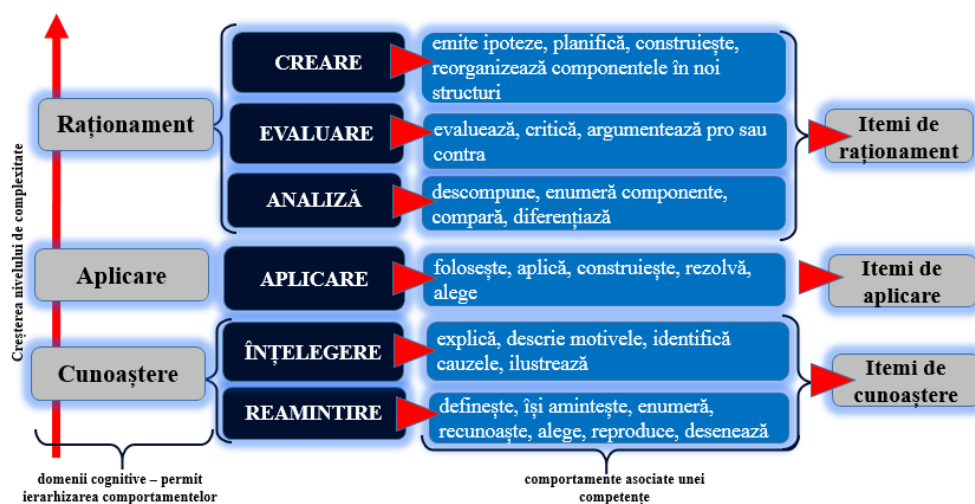 Creșterea nivelului de complexitate
Raționament
CREARE
emite ipoteze, planifică, construiește,
reorganizează componentele în noi
structuri
EVALUARE
evaluează, critică, argumentează pro sau
contra
ANALIZĂ
descompune, enumeră componente,
compară, diferențiază
Itemi de
raționament
Aplicare
APLICARE
folosește, aplică, construiește, rezolvă,
alege
Itemi de
aplicare
Cunoaștere
ÎNȚELEGERE
explică, descrie motivele, identifică
cauzele, ilustrează
REAMINTIRE
definește, își amintește, enumeră,
recunoaște, alege, reproduce, desenează
Itemi de
cunoaștere
domenii cognitive – permit
ierarhizarea comportamentelor
comportamente asociate unei
competențe